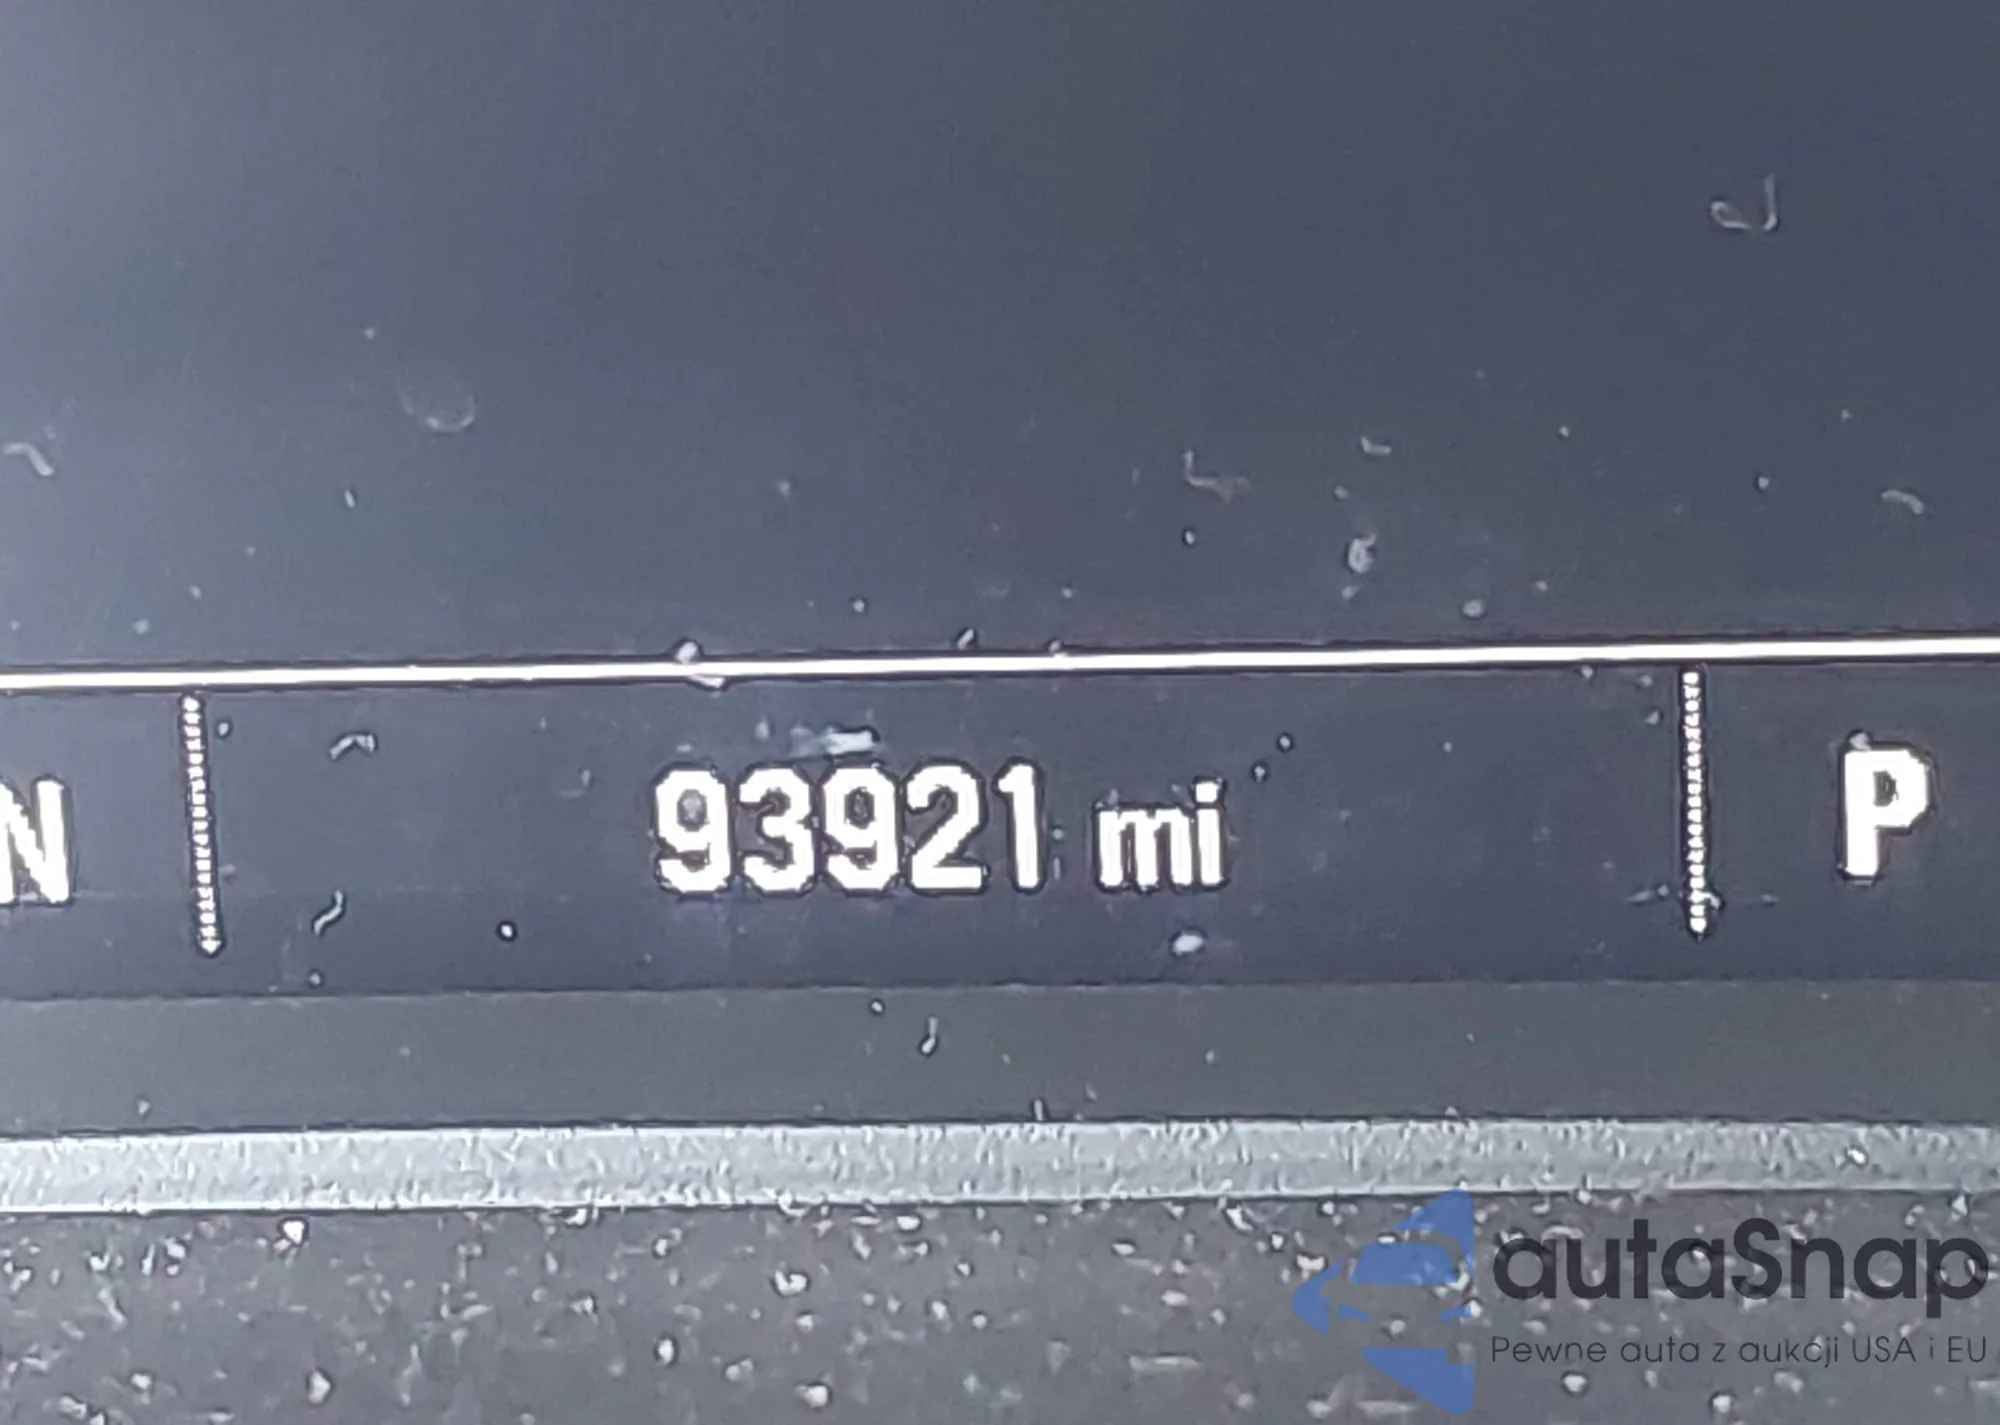 N 93921 mi P
autaSnap
Pewne auta z aukcji USA i EU